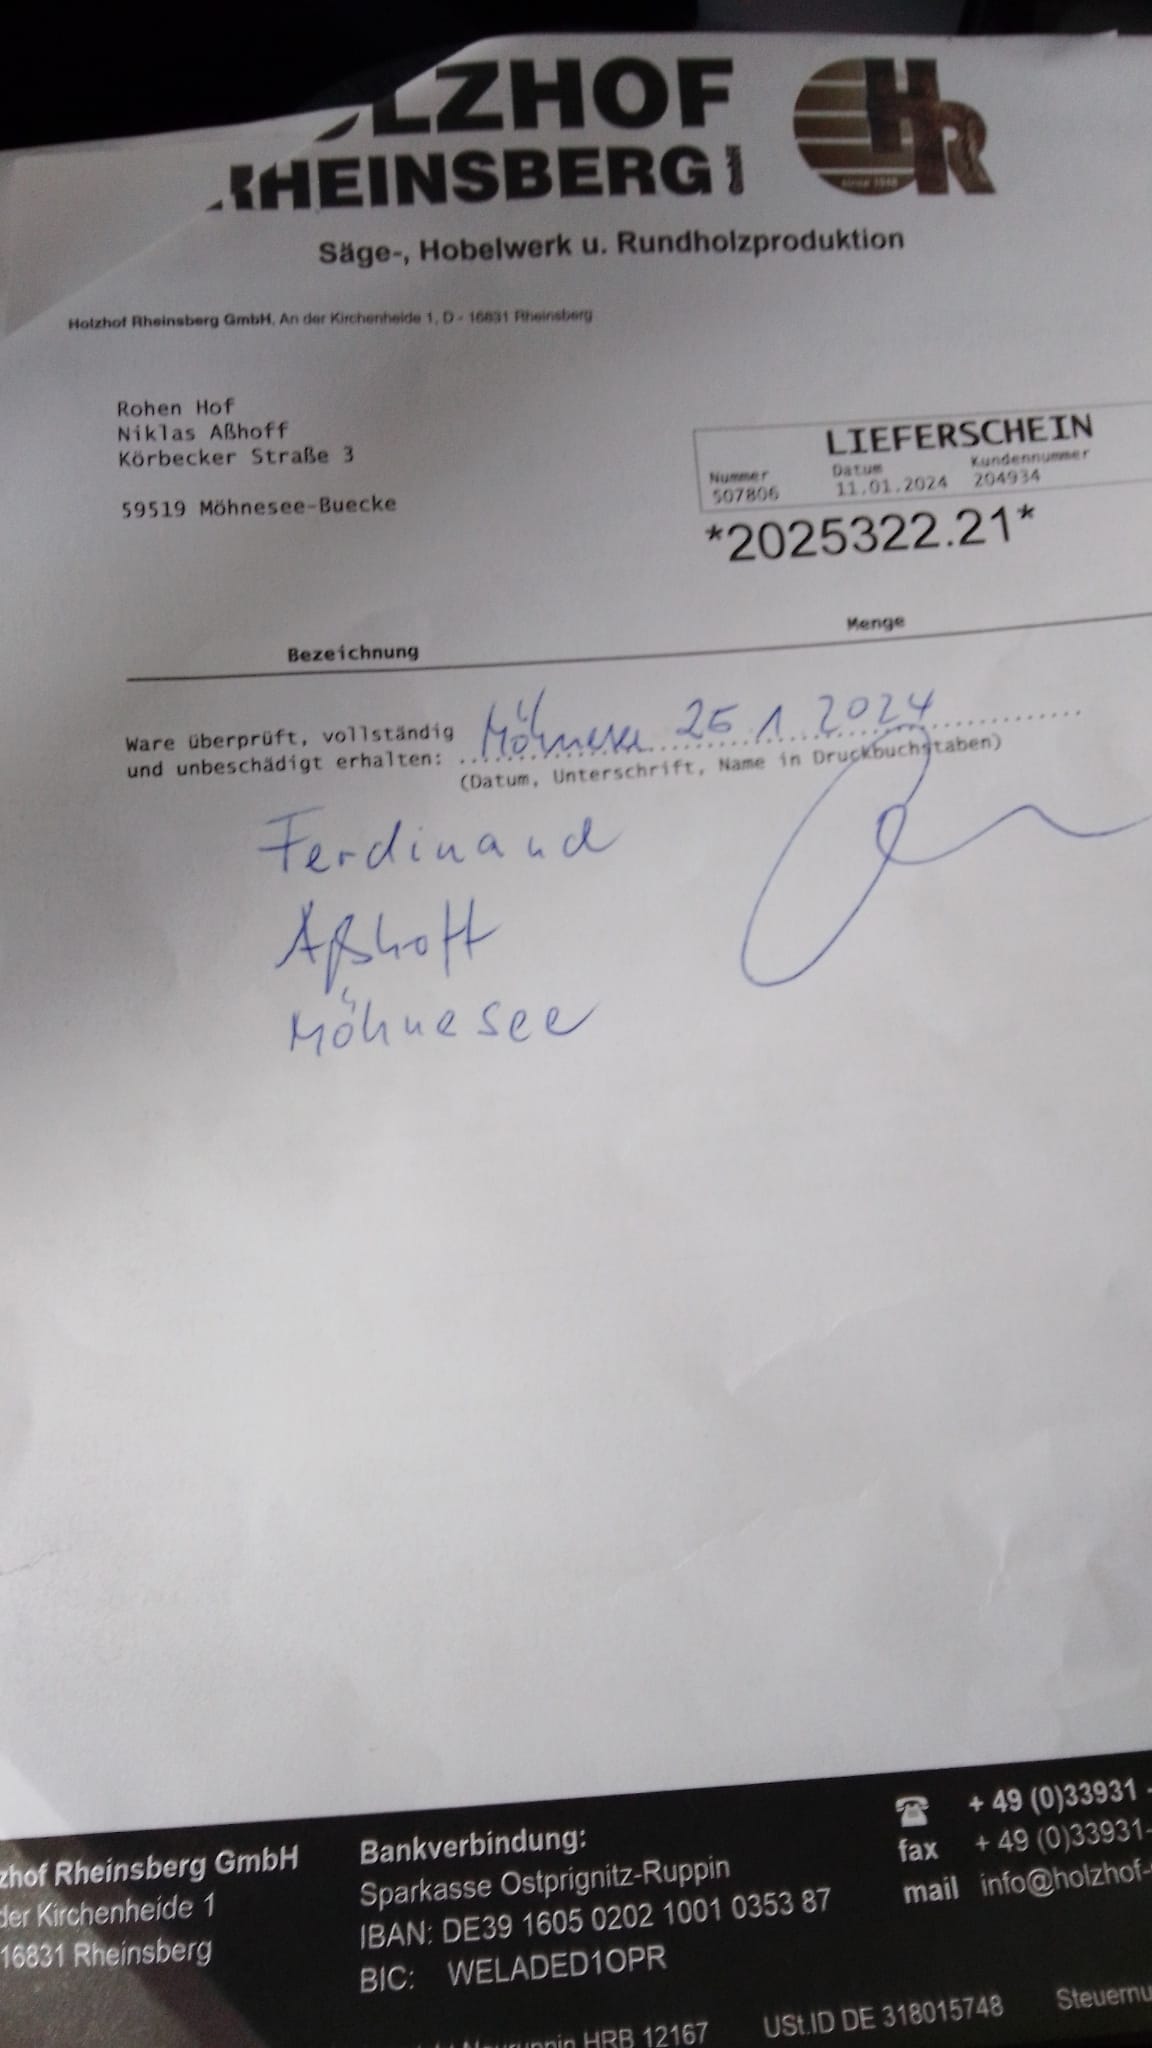 LZHOF
RHEINSBERG GmbH
HR
since 1946
Säge-, Hobelwerk u. Rundholzproduktion
Holzhof Rheinsberg GmbH, An der Kirchenheide 1, D - 16831 Rheinsberg
Rohen Hof
Niklas Aßhoff
Körbecker Straße 3
59519 Möhnesee-Buecke
LIEFERSCHEIN
Nummer Datum Kundennummer
507806 11.01.2024 204934
*2025322.21*
Bezeichnung Menge
Ware überprüft, vollständig
und unbeschädigt erhalten: Möhnesee 25 1 2024
(Datum, Unterschrift, Name in Druckbuchstaben)
Ferdinand
Aßhoff
Möhnesee
zhof Rheinsberg GmbH
der Kirchenheide 1
16831 Rheinsberg
Bankverbindung:
Sparkasse Ostprignitz-Ruppin
IBAN: DE39 1605 0202 1001 0353 87
BIC: WELADED1OPR
+ 49 (0)33931 -
fax + 49 (0)33931-
mail info@holzhof-
HRB 12167 USt.ID DE 318015748 Steuernu